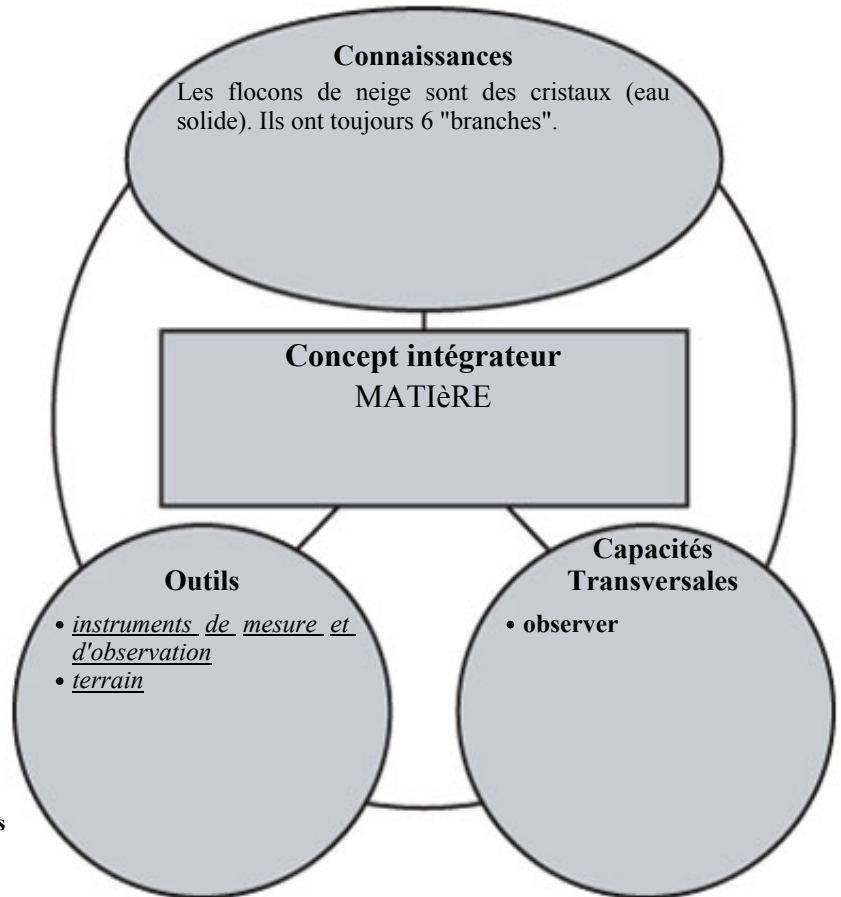 Connaissances
Les flocons de neige sont des cristaux (eau
solide). Ils ont toujours 6 "branches".
Concept intégrateur
MATIèRE
Outils
• instruments de mesure et
d'observation
• terrain
Capacités
Transversales
• observer
s